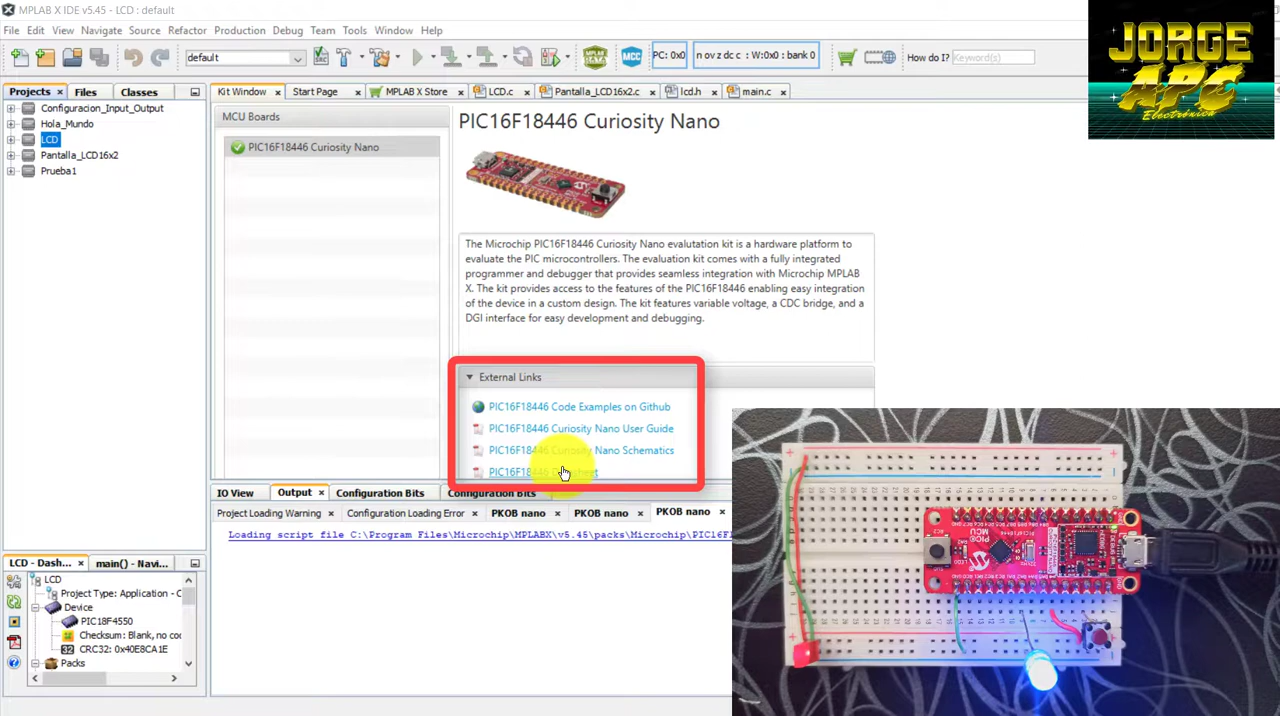 MPLAB X IDE v5.45 - LCD : default
File Edit View Navigate Source Refactor Production Debug Team Tools Window Help
default
PC: 0x0
n ov z dc c : W:0x0 : bank 0
How do I? Keyword(s)
JORGE
APC
Electrónica
Projects Files Classes
Configuracion_Input_Output
Hola_Mundo
LCD
Pantalla_LCD16x2
Prueba1
Kit Window Start Page MPLAB X Store LCD.c Pantalla_LCD16x2.c lcd.h main.c
MCU Boards
PIC16F18446 Curiosity Nano
PIC16F18446 Curiosity Nano
The Microchip PIC16F18446 Curiosity Nano evalutation kit is a hardware platform to
evaluate the PIC microcontrollers. The evaluation kit comes with a fully integrated
programmer and debugger that provides seamless integration with Microchip MPLAB
X. The kit provides access to the features of the PIC16F18446 enabling easy integration
of the device in a custom design. The kit features variable voltage, a CDC bridge, and a
DGI interface for easy development and debugging.
External Links
PIC16F18446 Code Examples on Github
PIC16F18446 Curiosity Nano User Guide
PIC16F18446 Curiosity Nano Schematics
PIC16F18446 Datasheet
IO View Output Configuration Bits Configuration Bits
Project Loading Warning Configuration Loading Error PKOB nano PKOB nano PKOB nano
Loading script file C:\Program Files\Microchip\MPLABX\v5.45\packs\Microchip\PIC16F
LCD - Dash... main() - Navi...
LCD
Project Type: Application - C
Device
PIC18F4550
Checksum: Blank, no co
CRC32: 0x40E8CA1E
Packs